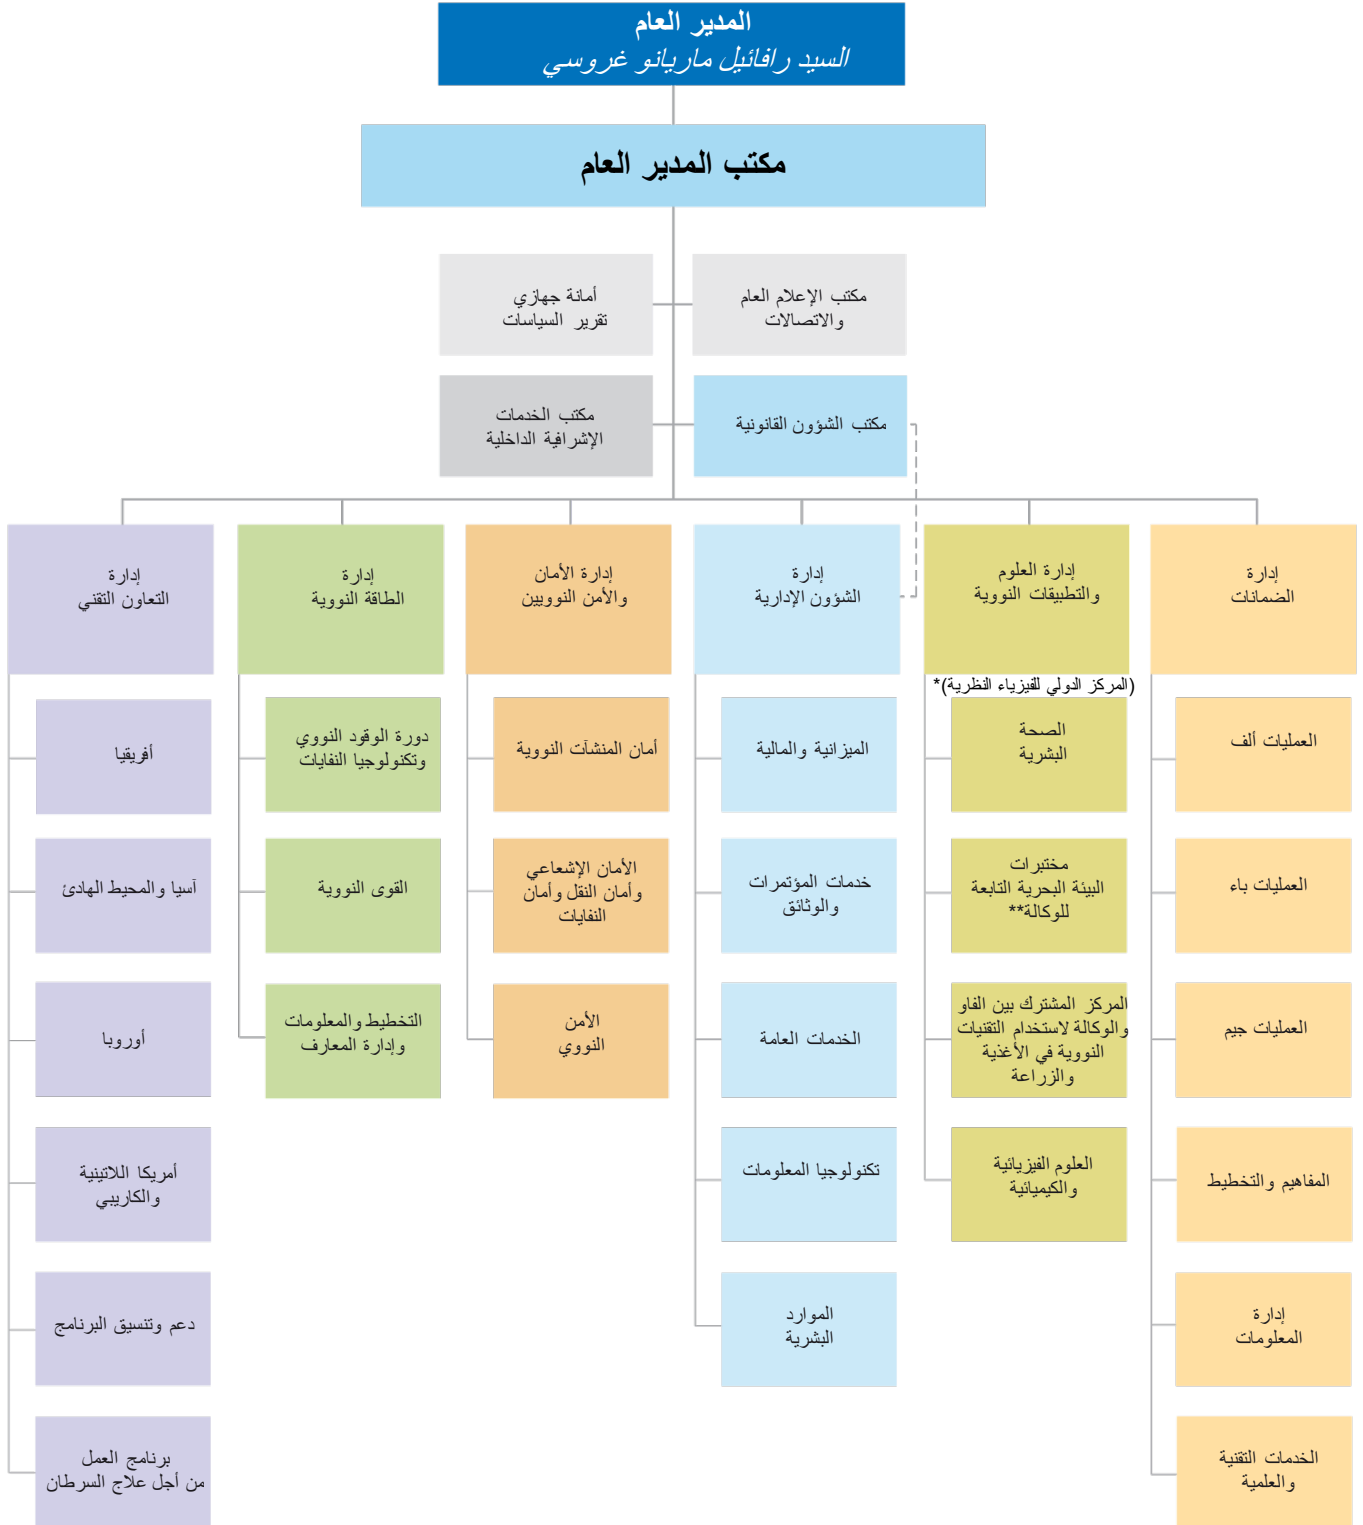 المدير العام
السيد رافائيل ماريانو غروسي
مكتب المدير العام
مكتب الإعلام العام
والاتصالات
أمانة جهازي
تقرير السياسات
مكتب الشؤون القانونية
مكتب الخدمات
الإشرافية الداخلية
إدارة
الضمانات
العمليات ألف
العمليات باء
العمليات جيم
المفاهيم والتخطيط
إدارة
المعلومات
الخدمات التقنية
والعلمية
إدارة العلوم
والتطبيقات النووية
(المركز الدولي للفيزياء النظرية)*
الصحة
البشرية
مختبرات
البيئة البحرية التابعة
للوكالة**
المركز المشترك بين الفاو
والوكالة لاستخدام التقنيات
النووية في الأغذية
والزراعة
العلوم الفيزيائية
والكيميائية
إدارة
الشؤون الإدارية
الميزانية والمالية
خدمات المؤتمرات
والوثائق
الخدمات العامة
تكنولوجيا المعلومات
الموارد
البشرية
إدارة الأمان
والأمن النوويين
أمان المنشآت النووية
الأمان الإشعاعي
وأمان النقل وأمان
النفايات
الأمن
النووي
إدارة
الطاقة النووية
دورة الوقود النووي
وتكنولوجيا النفايات
القوى النووية
التخطيط والمعلومات
وإدارة المعارف
إدارة
التعاون التقني
أفريقيا
آسيا والمحيط الهادئ
أوروبا
أمريكا اللاتينية
والكاريبي
دعم وتنسيق البرنامج
برنامج العمل
من أجل علاج السرطان